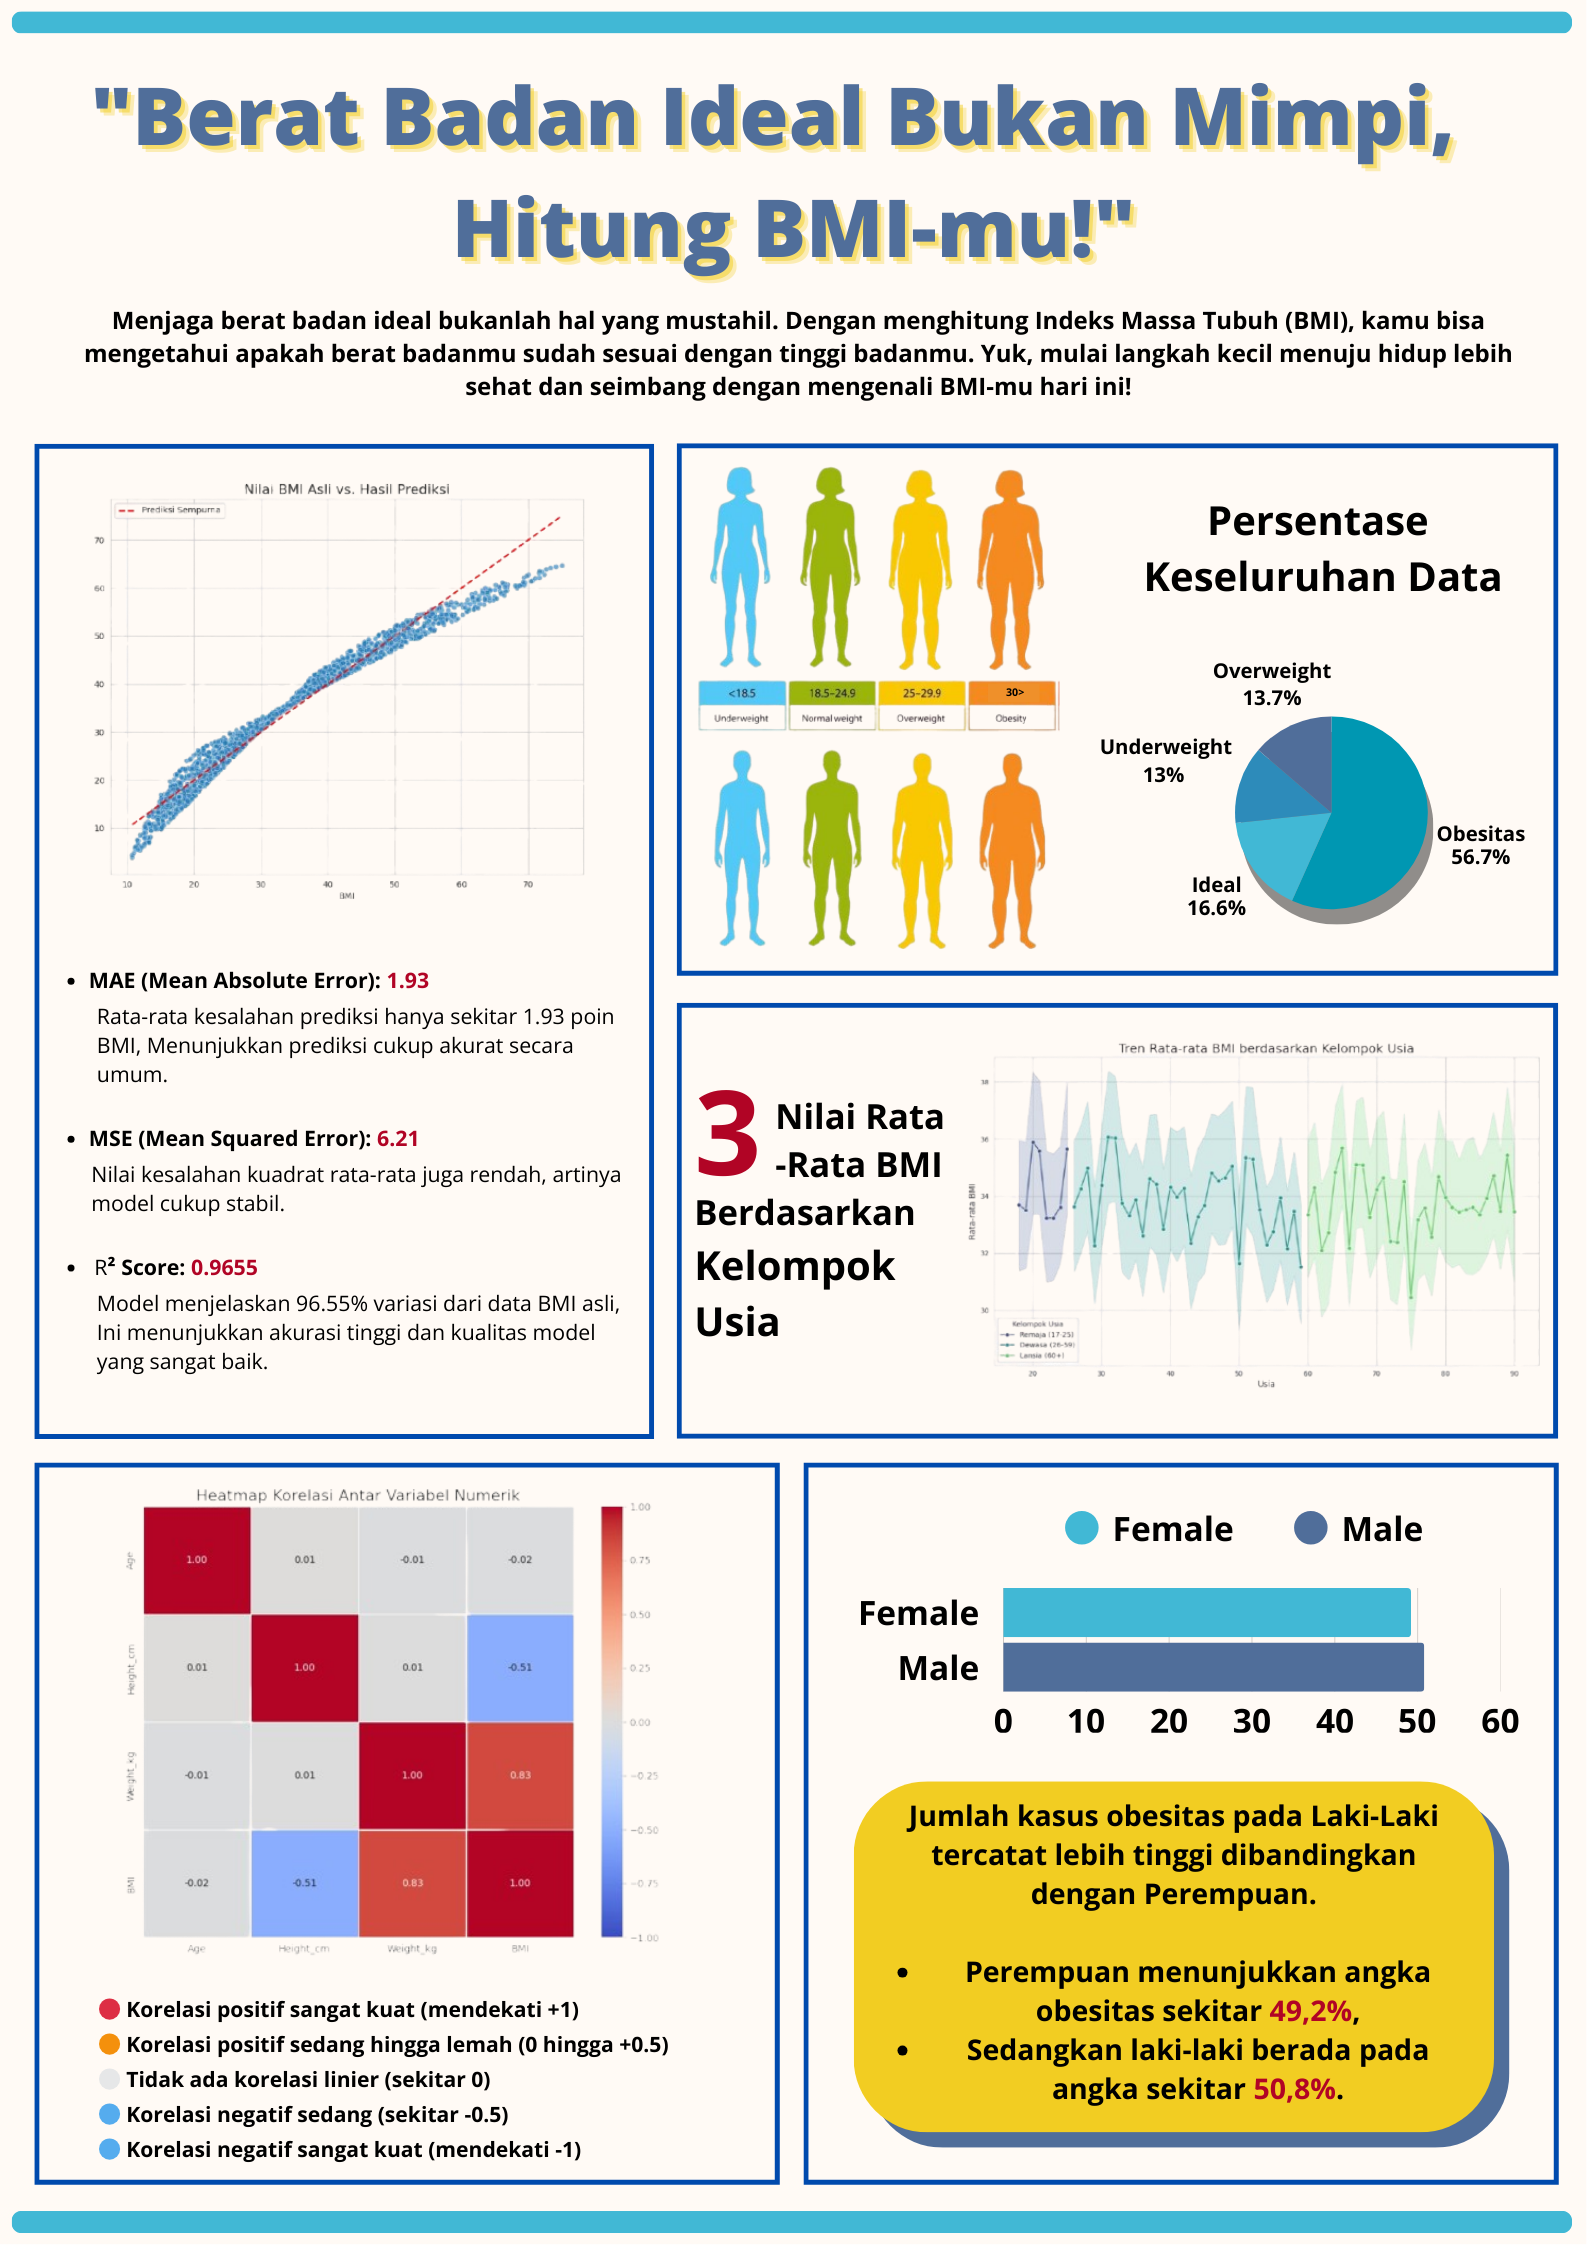 "Berat Badan Ideal Bukan Mimpi,
Hitung BMI-mu!"
Menjaga berat badan ideal bukanlah hal yang mustahil. Dengan menghitung Indeks Massa Tubuh (BMI), kamu bisa
mengetahui apakah berat badanmu sudah sesuai dengan tinggi badanmu. Yuk, mulai langkah kecil menuju hidup lebih
sehat dan seimbang dengan mengenali BMI-mu hari ini!
Nilai BMI Asli vs. Hasil Prediksi
Prediksi Sempurna
70
60
50
40
30
20
10
10 20 30 40 50 60 70
BMI
• MAE (Mean Absolute Error): 1.93
Rata-rata kesalahan prediksi hanya sekitar 1.93 poin
BMI, Menunjukkan prediksi cukup akurat secara
umum.
• MSE (Mean Squared Error): 6.21
Nilai kesalahan kuadrat rata-rata juga rendah, artinya
model cukup stabil.
• R² Score: 0.9655
Model menjelaskan 96.55% variasi dari data BMI asli,
Ini menunjukkan akurasi tinggi dan kualitas model
yang sangat baik.
<18.5 18.5–24.9 25–29.9 30>
Underweight Normal weight Overweight Obesity
Persentase
Keseluruhan Data
Overweight
13.7%
Underweight
13%
Obesitas
56.7%
Ideal
16.6%
3 Nilai Rata
-Rata BMI
Berdasarkan
Kelompok
Usia
Tren Rata-rata BMI berdasarkan Kelompok Usia
Rata-rata BMI
38
36
34
32
30
Kelompok Usia
Remaja (17-25)
Dewasa (26-59)
Lansia (60+)
20 30 40 50 60 70 80 90
Usia
Heatmap Korelasi Antar Variabel Numerik
Age 1.00 0.01 -0.01 -0.02
Height_cm 0.01 1.00 0.01 -0.51
Weight_kg -0.01 0.01 1.00 0.83
BMI -0.02 -0.51 0.83 1.00
Age Height_cm Weight_kg BMI
1.00
0.75
0.50
0.25
0.00
−0.25
−0.50
−0.75
−1.00
Korelasi positif sangat kuat (mendekati +1)
Korelasi positif sedang hingga lemah (0 hingga +0.5)
Tidak ada korelasi linier (sekitar 0)
Korelasi negatif sedang (sekitar -0.5)
Korelasi negatif sangat kuat (mendekati -1)
Female Male
Female
Male
0 10 20 30 40 50 60
Jumlah kasus obesitas pada Laki-Laki
tercatat lebih tinggi dibandingkan
dengan Perempuan.
• Perempuan menunjukkan angka
obesitas sekitar 49,2%,
• Sedangkan laki-laki berada pada
angka sekitar 50,8%.